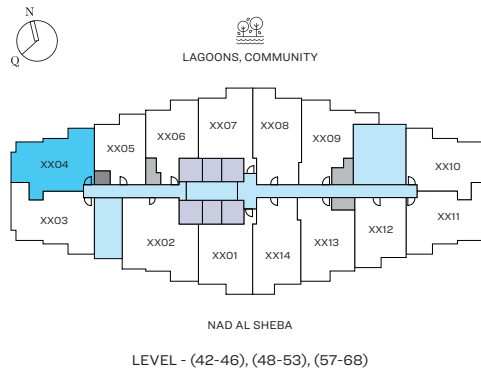 N
Q
LAGOONS, COMMUNITY
XX07 XX08
XX05 XX06 XX09
XX04 XX10
XX03 XX11
XX02 XX01 XX14 XX13 XX12
NAD AL SHEBA
LEVEL - (42-46), (48-53), (57-68)